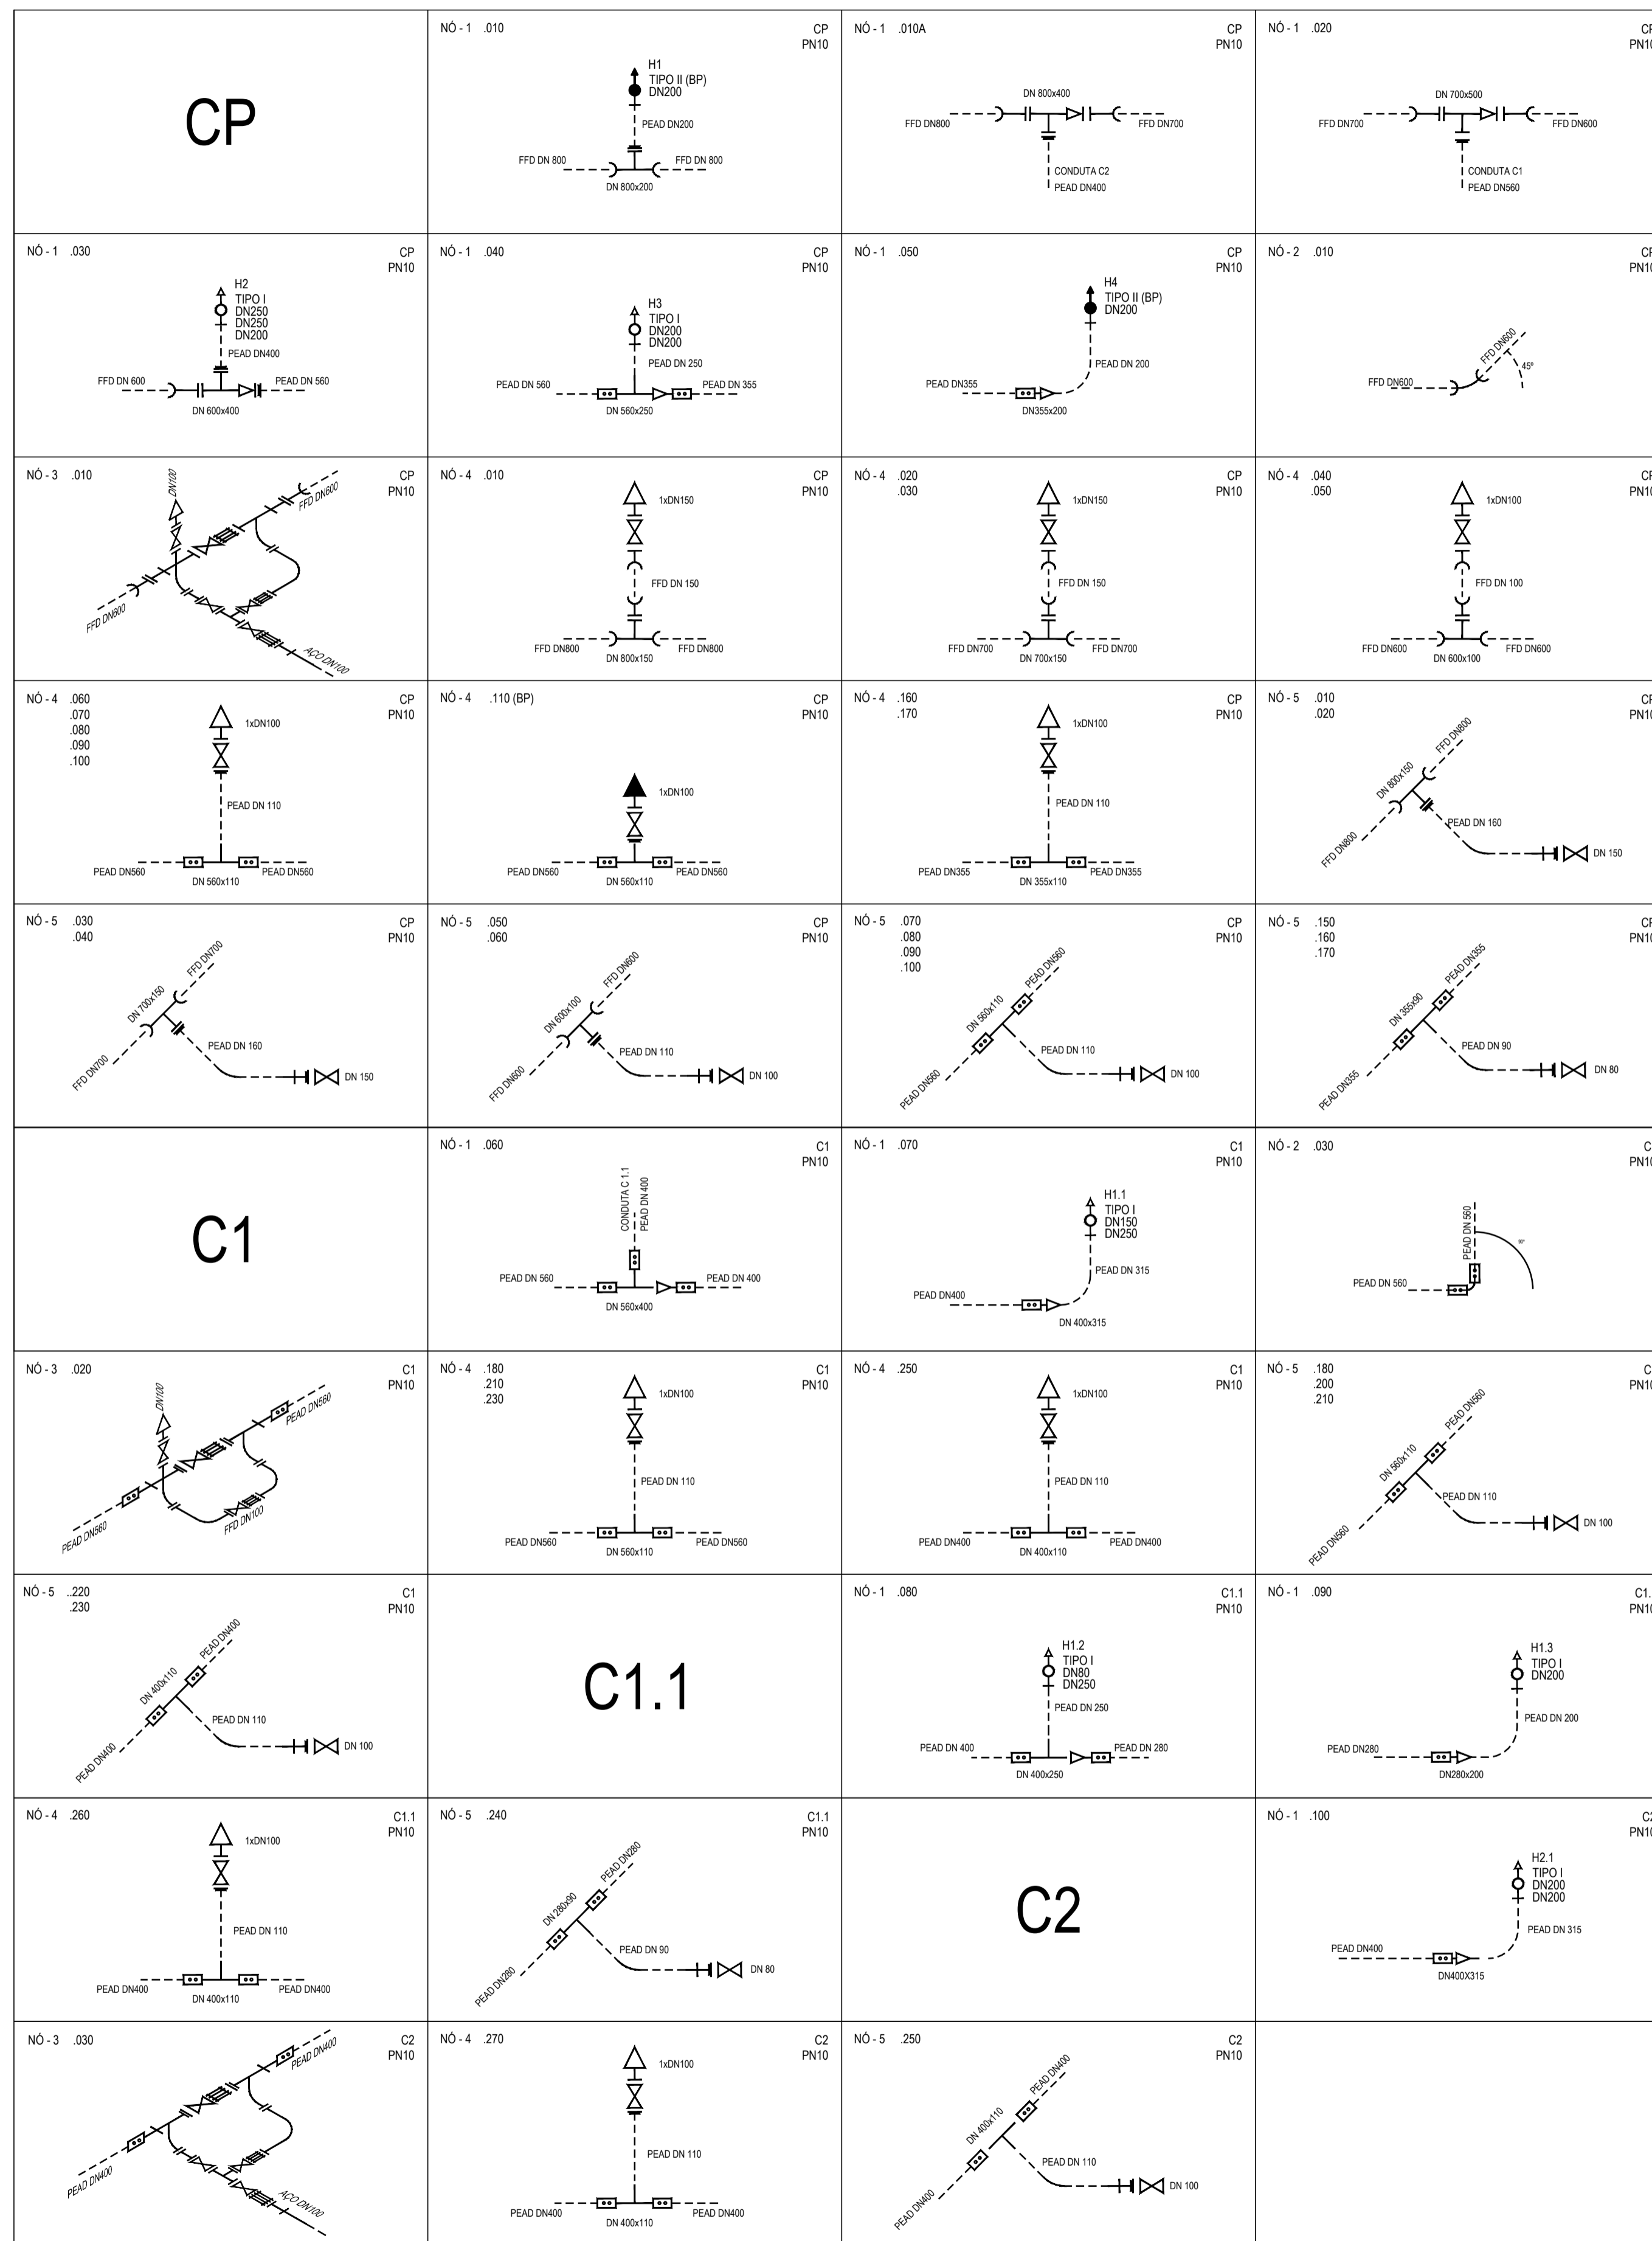 CP
NÓ - 1 .010
CP
PN10
H1
TIPO II (BP)
DN200
PEAD DN200
FFD DN 800
FFD DN 800
DN 800x200
NÓ - 1 .010A
CP
PN10
DN 800x400
FFD DN800
FFD DN700
CONDUTA C2
PEAD DN400
NÓ - 1 .020
CP
PN10
DN 700x500
FFD DN700
FFD DN600
CONDUTA C1
PEAD DN560
NÓ - 1 .030
CP
PN10
H2
TIPO I
DN250
DN250
DN200
PEAD DN400
FFD DN 600
PEAD DN 560
DN 600x400
NÓ - 1 .040
CP
PN10
H3
TIPO I
DN200
DN200
PEAD DN 250
PEAD DN 560
PEAD DN 355
DN 560x250
NÓ - 1 .050
CP
PN10
H4
TIPO II (BP)
DN200
PEAD DN 200
PEAD DN355
DN355x200
NÓ - 2 .010
CP
PN10
FFD DN600
45º
FFD DN600
NÓ - 3 .010
CP
PN10
DN100
FFD DN600
FFD DN600
AÇO DN100
NÓ - 4 .010
CP
PN10
1xDN150
FFD DN 150
FFD DN800
FFD DN800
DN 800x150
NÓ - 4 .020
.030
CP
PN10
1xDN150
FFD DN 150
FFD DN700
FFD DN700
DN 700x150
NÓ - 4 .040
.050
CP
PN10
1xDN100
FFD DN 100
FFD DN600
FFD DN600
DN 600x100
NÓ - 4 .060
.070
.080
.090
.100
CP
PN10
1xDN100
PEAD DN 110
PEAD DN560
PEAD DN560
DN 560x110
NÓ - 4 .110 (BP)
CP
PN10
1xDN100
PEAD DN560
PEAD DN560
DN 560x110
NÓ - 4 .160
.170
CP
PN10
1xDN100
PEAD DN 110
PEAD DN355
PEAD DN355
DN 355x110
NÓ - 5 .010
.020
CP
PN10
FFD DN800
DN 800x150
PEAD DN 160
FFD DN800
DN 150
NÓ - 5 .030
.040
CP
PN10
FFD DN700
DN 700x150
PEAD DN 160
FFD DN700
DN 150
NÓ - 5 .050
.060
CP
PN10
FFD DN600
DN 600x100
PEAD DN 110
FFD DN600
DN 100
NÓ - 5 .070
.080
.090
.100
CP
PN10
PEAD DN560
DN 560x110
PEAD DN 110
PEAD DN560
DN 100
NÓ - 5 .150
.160
.170
CP
PN10
PEAD DN355
DN 355x90
PEAD DN 90
PEAD DN355
DN 80
C1
NÓ - 1 .060
C1
PN10
CONDUTA C 1.1
PEAD DN 400
PEAD DN 560
PEAD DN 400
DN 560x400
NÓ - 1 .070
C1
PN10
H1.1
TIPO I
DN150
DN250
PEAD DN 315
PEAD DN400
DN 400x315
NÓ - 2 .030
C
PN10
PEAD DN 560
90º
PEAD DN 560
NÓ - 3 .020
C1
PN10
DN100
PEAD DN560
PEAD DN560
FFD DN100
NÓ - 4 .180
.210
.230
C1
PN10
1xDN100
PEAD DN 110
PEAD DN560
PEAD DN560
DN 560x110
NÓ - 4 .250
C1
PN10
1xDN100
PEAD DN 110
PEAD DN400
PEAD DN400
DN 400x110
NÓ - 5 .180
.200
.210
C
PN10
PEAD DN560
DN 560x110
PEAD DN 110
PEAD DN560
DN 100
NÓ - 5 ..220
.230
C1
PN10
PEAD DN400
DN 400x110
PEAD DN 110
PEAD DN400
DN 100
C1.1
NÓ - 1 .080
C1.1
PN10
H1.2
TIPO I
DN80
DN250
PEAD DN 250
PEAD DN 400
PEAD DN 280
DN 400x250
NÓ - 1 .090
C1.
PN10
H1.3
TIPO I
DN200
PEAD DN 200
PEAD DN280
DN280x200
NÓ - 4 .260
C1.1
PN10
1xDN100
PEAD DN 110
PEAD DN400
PEAD DN400
DN 400x110
NÓ - 5 .240
C1.1
PN10
PEAD DN280
DN 280x90
PEAD DN 90
PEAD DN280
DN 80
C2
NÓ - 1 .100
C2
PN10
H2.1
TIPO I
DN200
DN200
PEAD DN 315
PEAD DN400
DN400X315
NÓ - 3 .030
C2
PN10
PEAD DN400
PEAD DN400
AÇO DN100
NÓ - 4 .270
C2
PN10
1xDN100
PEAD DN 110
PEAD DN400
PEAD DN400
DN 400x110
NÓ - 5 .250
C2
PN10
PEAD DN400
DN 400x110
PEAD DN 110
PEAD DN400
DN 100